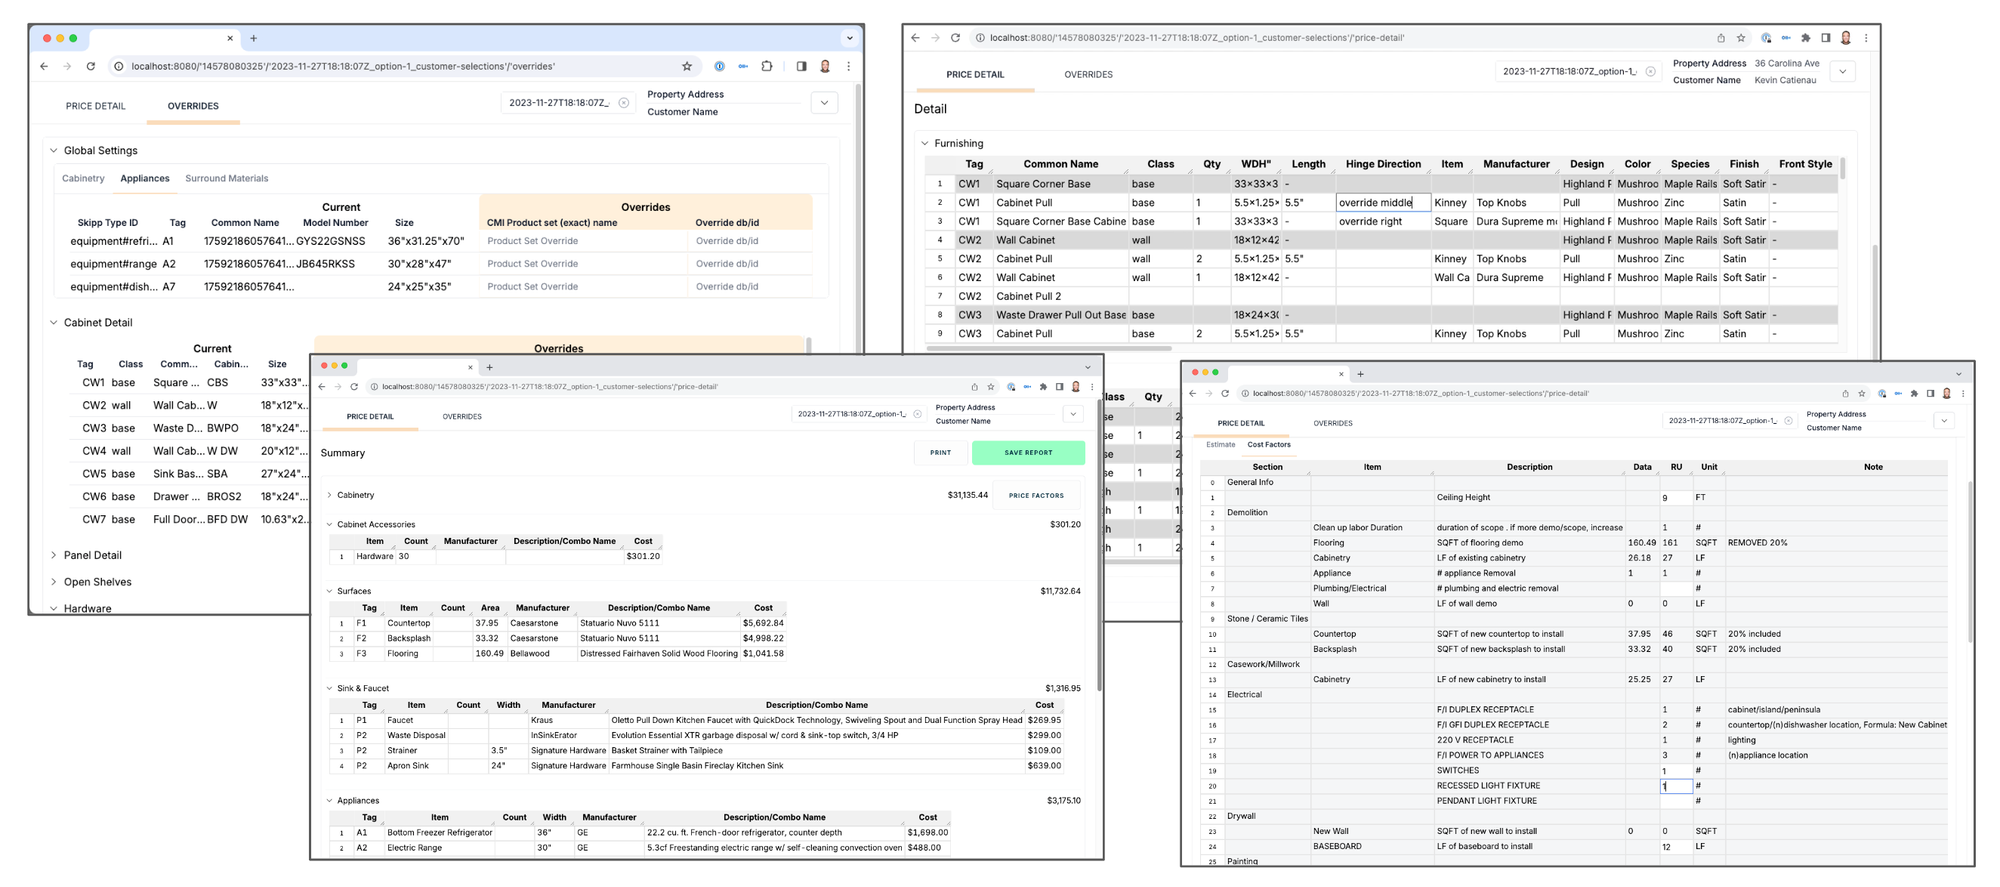 localhost:8080/'14578080325'/'2023-11-27T18:18:07Z_option-1_customer-selections'/'overrides'
PRICE DETAIL OVERRIDES 2023-11-27T18:18:07Z_- Property Address
Customer Name
Global Settings
Cabinetry Appliances Surround Materials
Current Overrides
Skipp Type ID Tag Common Name Model Number Size CMI Product set (exact) name Override db/id
equipment#refri... A1 17592186057641... GYS22GSNSS 36"x31.25"x70" Product Set Override Override db/id
equipment#range A2 17592186057641... JB645RKSS 30"x28"x47" Product Set Override Override db/id
equipment#dish... A7 17592186057641... 24"x25"x35" Product Set Override Override db/id
Cabinet Detail
Current Overrides
Tag Class Comm... Cabin... Size
CW1 base Square ... CBS 33"x33"...
CW2 wall Wall Cab... W 18"x12"x...
CW3 base Waste D... BWPO 18"x24"...
CW4 wall Wall Cab... W DW 20"x12"...
CW5 base Sink Bas... SBA 27"x24"...
CW6 base Drawer ... BROS2 18"x24"...
CW7 base Full Door... BFD DW 10.63"x2...
Panel Detail
Open Shelves
Hardware
localhost:8080/'14578080325'/'2023-11-27T18:18:07Z_option-1_customer-selections'/'price-detail'
PRICE DETAIL OVERRIDES 2023-11-27T18:18:07Z_option-1_. Property Address 36 Carolina Ave
Customer Name Kevin Catienau
Detail
Furnishing
Tag Common Name Class Qty WDH" Length Hinge Direction Item Manufacturer Design Color Species Finish Front Style
1 CW1 Square Corner Base base 33×33×3 - Highland F Mushroo Maple Rails Soft Satir -
2 CW1 Cabinet Pull base 1 5.5×1.25× 5.5" override middle Kinney Top Knobs Pull Mushroo Zinc Satin -
3 CW1 Square Corner Base Cabine base 1 33×33×3 - override right Square Dura Supreme m Highland F Mushroo Maple Rails Soft Satir -
4 CW2 Wall Cabinet wall 18×12×42 - Highland F Mushroo Maple Rails Soft Satir -
5 CW2 Cabinet Pull wall 2 5.5×1.25× 5.5" Kinney Top Knobs Pull Mushroo Zinc Satin -
6 CW2 Wall Cabinet wall 1 18×12×42 - Wall Ca Dura Supreme Highland F Mushroo Maple Rails Soft Satir -
7 CW2 Cabinet Pull 2
8 CW3 Waste Drawer Pull Out Base base 18×24×3( - Highland F Mushroo Maple Rails Soft Satir -
9 CW3 Cabinet Pull base 2 5.5×1.25× 5.5" Kinney Top Knobs Pull Mushroo Zinc Satin -
lass Qty
se 2
se 1 2
se 2
se 1 2
h
h 1
h 2
h 1 2
localhost:8080/'14578080325'/'2023-11-27T18:18:07Z_option-1_customer-selections'/'price-detail'
PRICE DETAIL OVERRIDES 2023-11-27T18:18:07Z_option-1_. Property Address
Customer Name
Summary PRINT SAVE REPORT
Cabinetry $31,135.44 PRICE FACTORS
Cabinet Accessories $301.20
Item Count Manufacturer Description/Combo Name Cost
1 Hardware 30 $301.20
Surfaces $11,732.64
Tag Item Count Area Manufacturer Description/Combo Name Cost
1 F1 Countertop 37.95 Caesarstone Statuario Nuvo 5111 $5,692.84
2 F2 Backsplash 33.32 Caesarstone Statuario Nuvo 5111 $4,998.22
3 F3 Flooring 160.49 Bellawood Distressed Fairhaven Solid Wood Flooring $1,041.58
Sink & Faucet $1,316.95
Tag Item Count Width Manufacturer Description/Combo Name Cost
1 P1 Faucet Kraus Oletto Pull Down Kitchen Faucet with QuickDock Technology, Swiveling Spout and Dual Function Spray Head $269.95
2 P2 Waste Disposal InSinkErator Evolution Essential XTR garbage disposal w/ cord & sink-top switch, 3/4 HP $299.00
3 P2 Strainer 3.5" Signature Hardware Basket Strainer with Tailpiece $109.00
4 P2 Apron Sink 24" Signature Hardware Farmhouse Single Basin Fireclay Kitchen Sink $639.00
Appliances $3,175.10
Tag Item Count Width Manufacturer Description/Combo Name Cost
1 A1 Bottom Freezer Refrigerator 36" GE 22.2 cu. ft. French-door refrigerator, counter depth $1,698.00
2 A2 Electric Range 30" GE 5.3cf Freestanding electric range w/ self-cleaning convection oven $488.00
localhost:8080/'14578080325'/'2023-11-27T18:18:07Z_option-1_customer-selections'/'price-detail'
PRICE DETAIL OVERRIDES 2023-11-27T18:18:07Z_option-1_- Property Address
Customer Name
Estimate Cost Factors
Section Item Description Data RU Unit Note
0 General Info
1 Ceiling Height 9 FT
2 Demolition
3 Clean up labor Duration duration of scope . if more demo/scope, increase 1 #
4 Flooring SQFT of flooring demo 160.49 161 SQFT REMOVED 20%
5 Cabinetry LF of existing cabinetry 26.18 27 LF
6 Appliance # appliance Removal 1 1 #
7 Plumbing/Electrical # plumbing and electric removal #
8 Wall LF of wall demo 0 0 LF
9 Stone / Ceramic Tiles
10 Countertop SQFT of new countertop to install 37.95 46 SQFT 20% included
11 Backsplash SQFT of new backsplash to install 33.32 40 SQFT 20% included
12 Casework/Millwork
13 Cabinetry LF of new cabinetry to install 25.25 27 LF
14 Electrical
15 F/I DUPLEX RECEPTACLE 1 # cabinet/island/peninsula
16 F/I GFI DUPLEX RECEPTACLE 2 # countertop/(n)dishwasher location, Formula: New Cabinet
17 220 V RECEPTACLE 1 # lighting
18 F/I POWER TO APPLIANCES 3 # (n)appliance location
19 SWITCHES 1 #
20 RECESSED LIGHT FIXTURE 1 #
21 PENDANT LIGHT FIXTURE #
22 Drywall
23 New Wall SQFT of new wall to install 0 0 SQFT
24 BASEBOARD LF of baseboard to install 12 LF
25 Painting